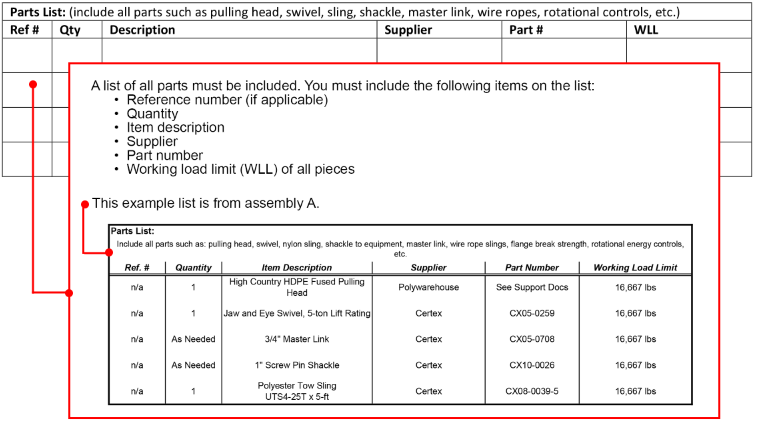 Parts List: (include all Parts such as pulling head, swivel, sling, shackle, master link, wire ropes, rotational controls, etc.)
Ref # Qty Description Supplier Part # WLL
A list of all parts must be included. You must include the following items on the list:
• Reference number (if applicable)
• Quantity
• Item description
• Supplier
• Part number
• Working load limit (WLL) of all pieces
This example list is from assembly A.
Parts List:
Include all parts such as: pulling head, swivel, nylon sling, shackle to equipment, master link, wire rope slings, flange break strength, rotational energy controls,
etc.
Ref. # Quantity Item Description Supplier Part Number Working Load Limit
n/a 1 High Country HDPE Fused Pulling Head Polywarehouse See Support Docs 16,667 lbs
n/a 1 Jaw and Eye Swivel, 5-ton Lift Rating Certex CX05-0259 16,667 lbs
n/a As Needed 3/4" Master Link Certex CX05-0708 16,667 lbs
n/a As Needed 1" Screw Pin Shackle Certex CX10-0026 16,667 lbs
n/a 1 Polyester Tow Sling UTS4-25T x 5-ft Certex CX08-0039-5 16,667 lbs